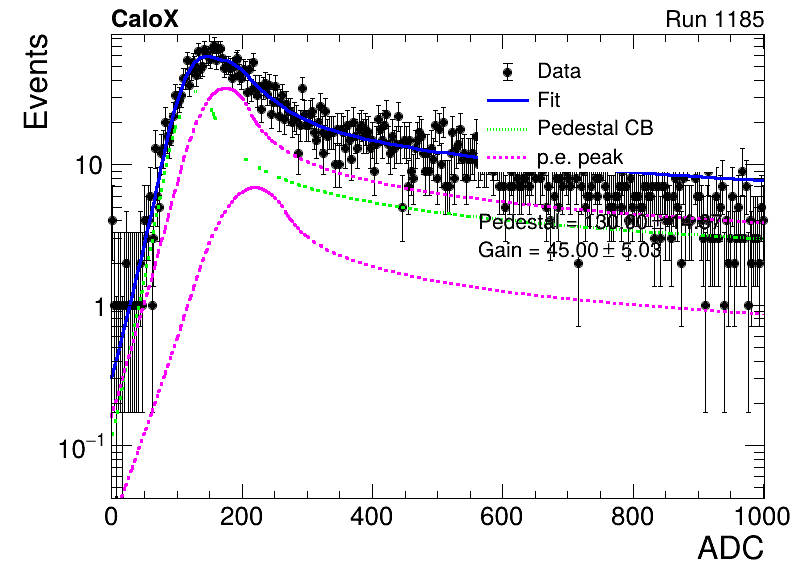 CaloX Run 1185
Events
Data
Fit
Pedestal CB
p.e. peak
10
Gain = 45.00 ± 5.03
1
10⁻¹
0 200 400 600 800 1000
ADC